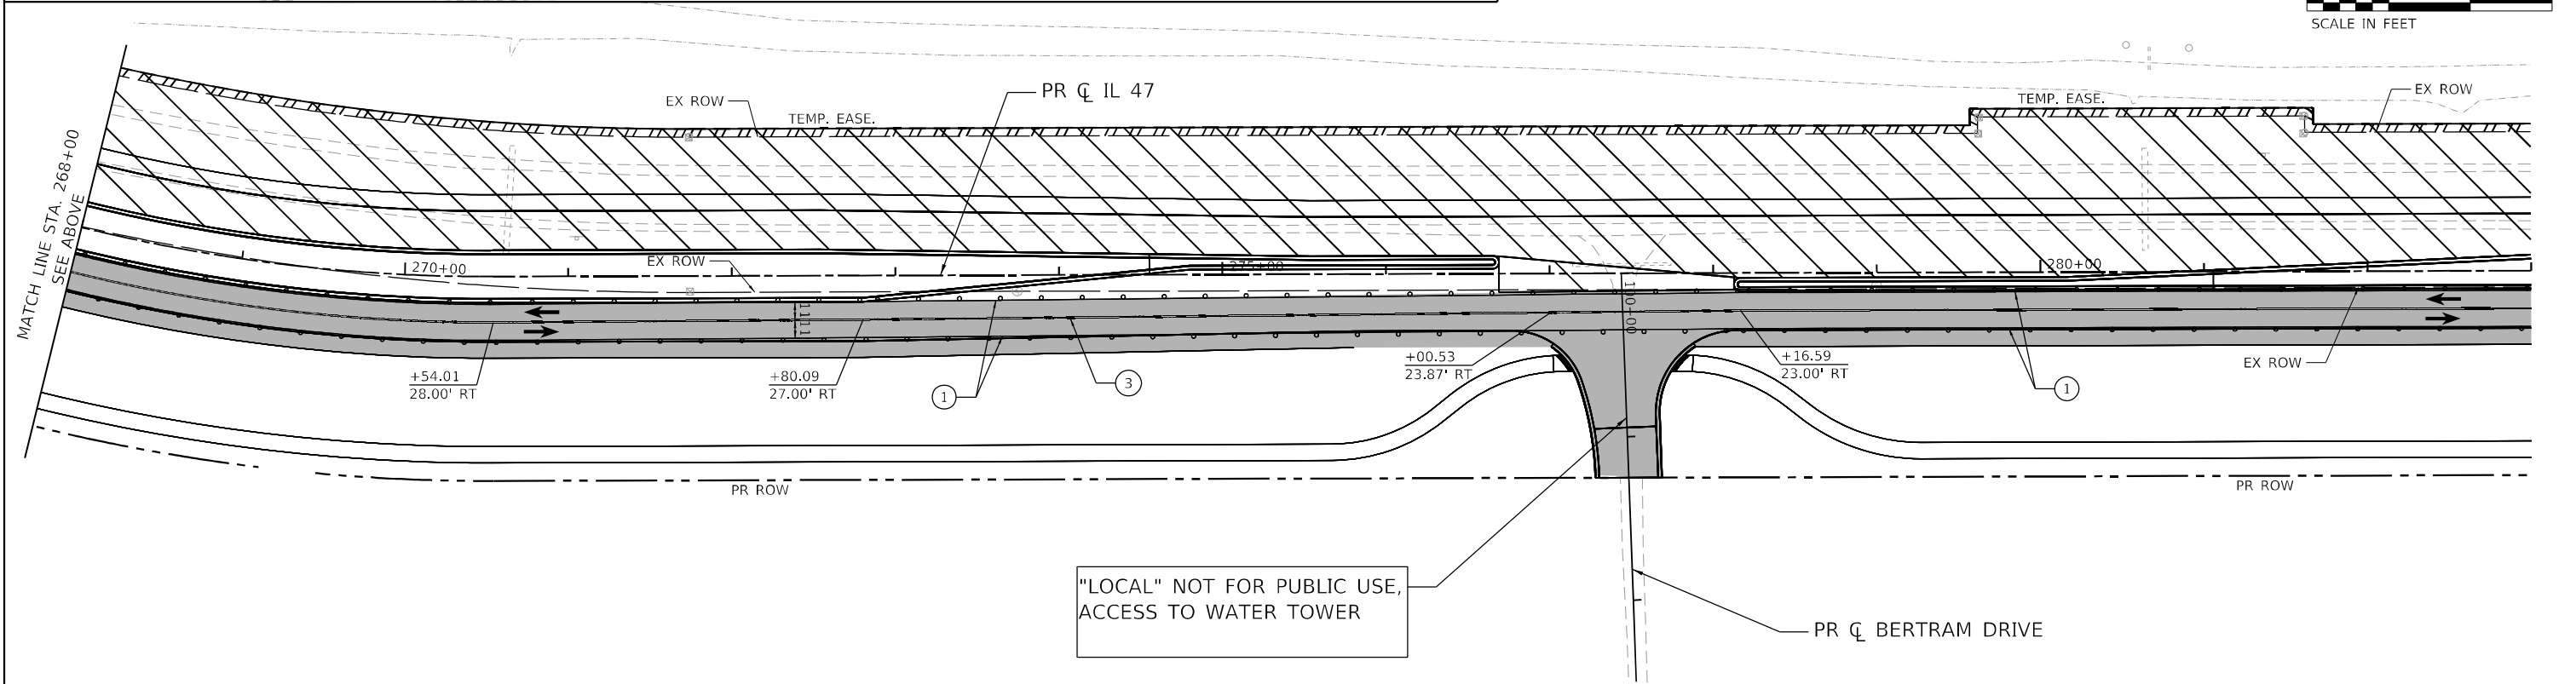 SCALE IN FEET
MATCH LINE STA. 268+00
SEE ABOVE
EX ROW
TEMP. EASE.
PR ℄ IL 47
TEMP. EASE.
EX ROW
270+00
EX ROW
275+00
280+00
11
11
100+00
+54.01
28.00' RT
+80.09
27.00' RT
1
3
+00.53
23.87' RT
+16.59
23.00' RT
1
EX ROW
PR ROW
PR ROW
"LOCAL" NOT FOR PUBLIC USE,
ACCESS TO WATER TOWER
PR ℄ BERTRAM DRIVE